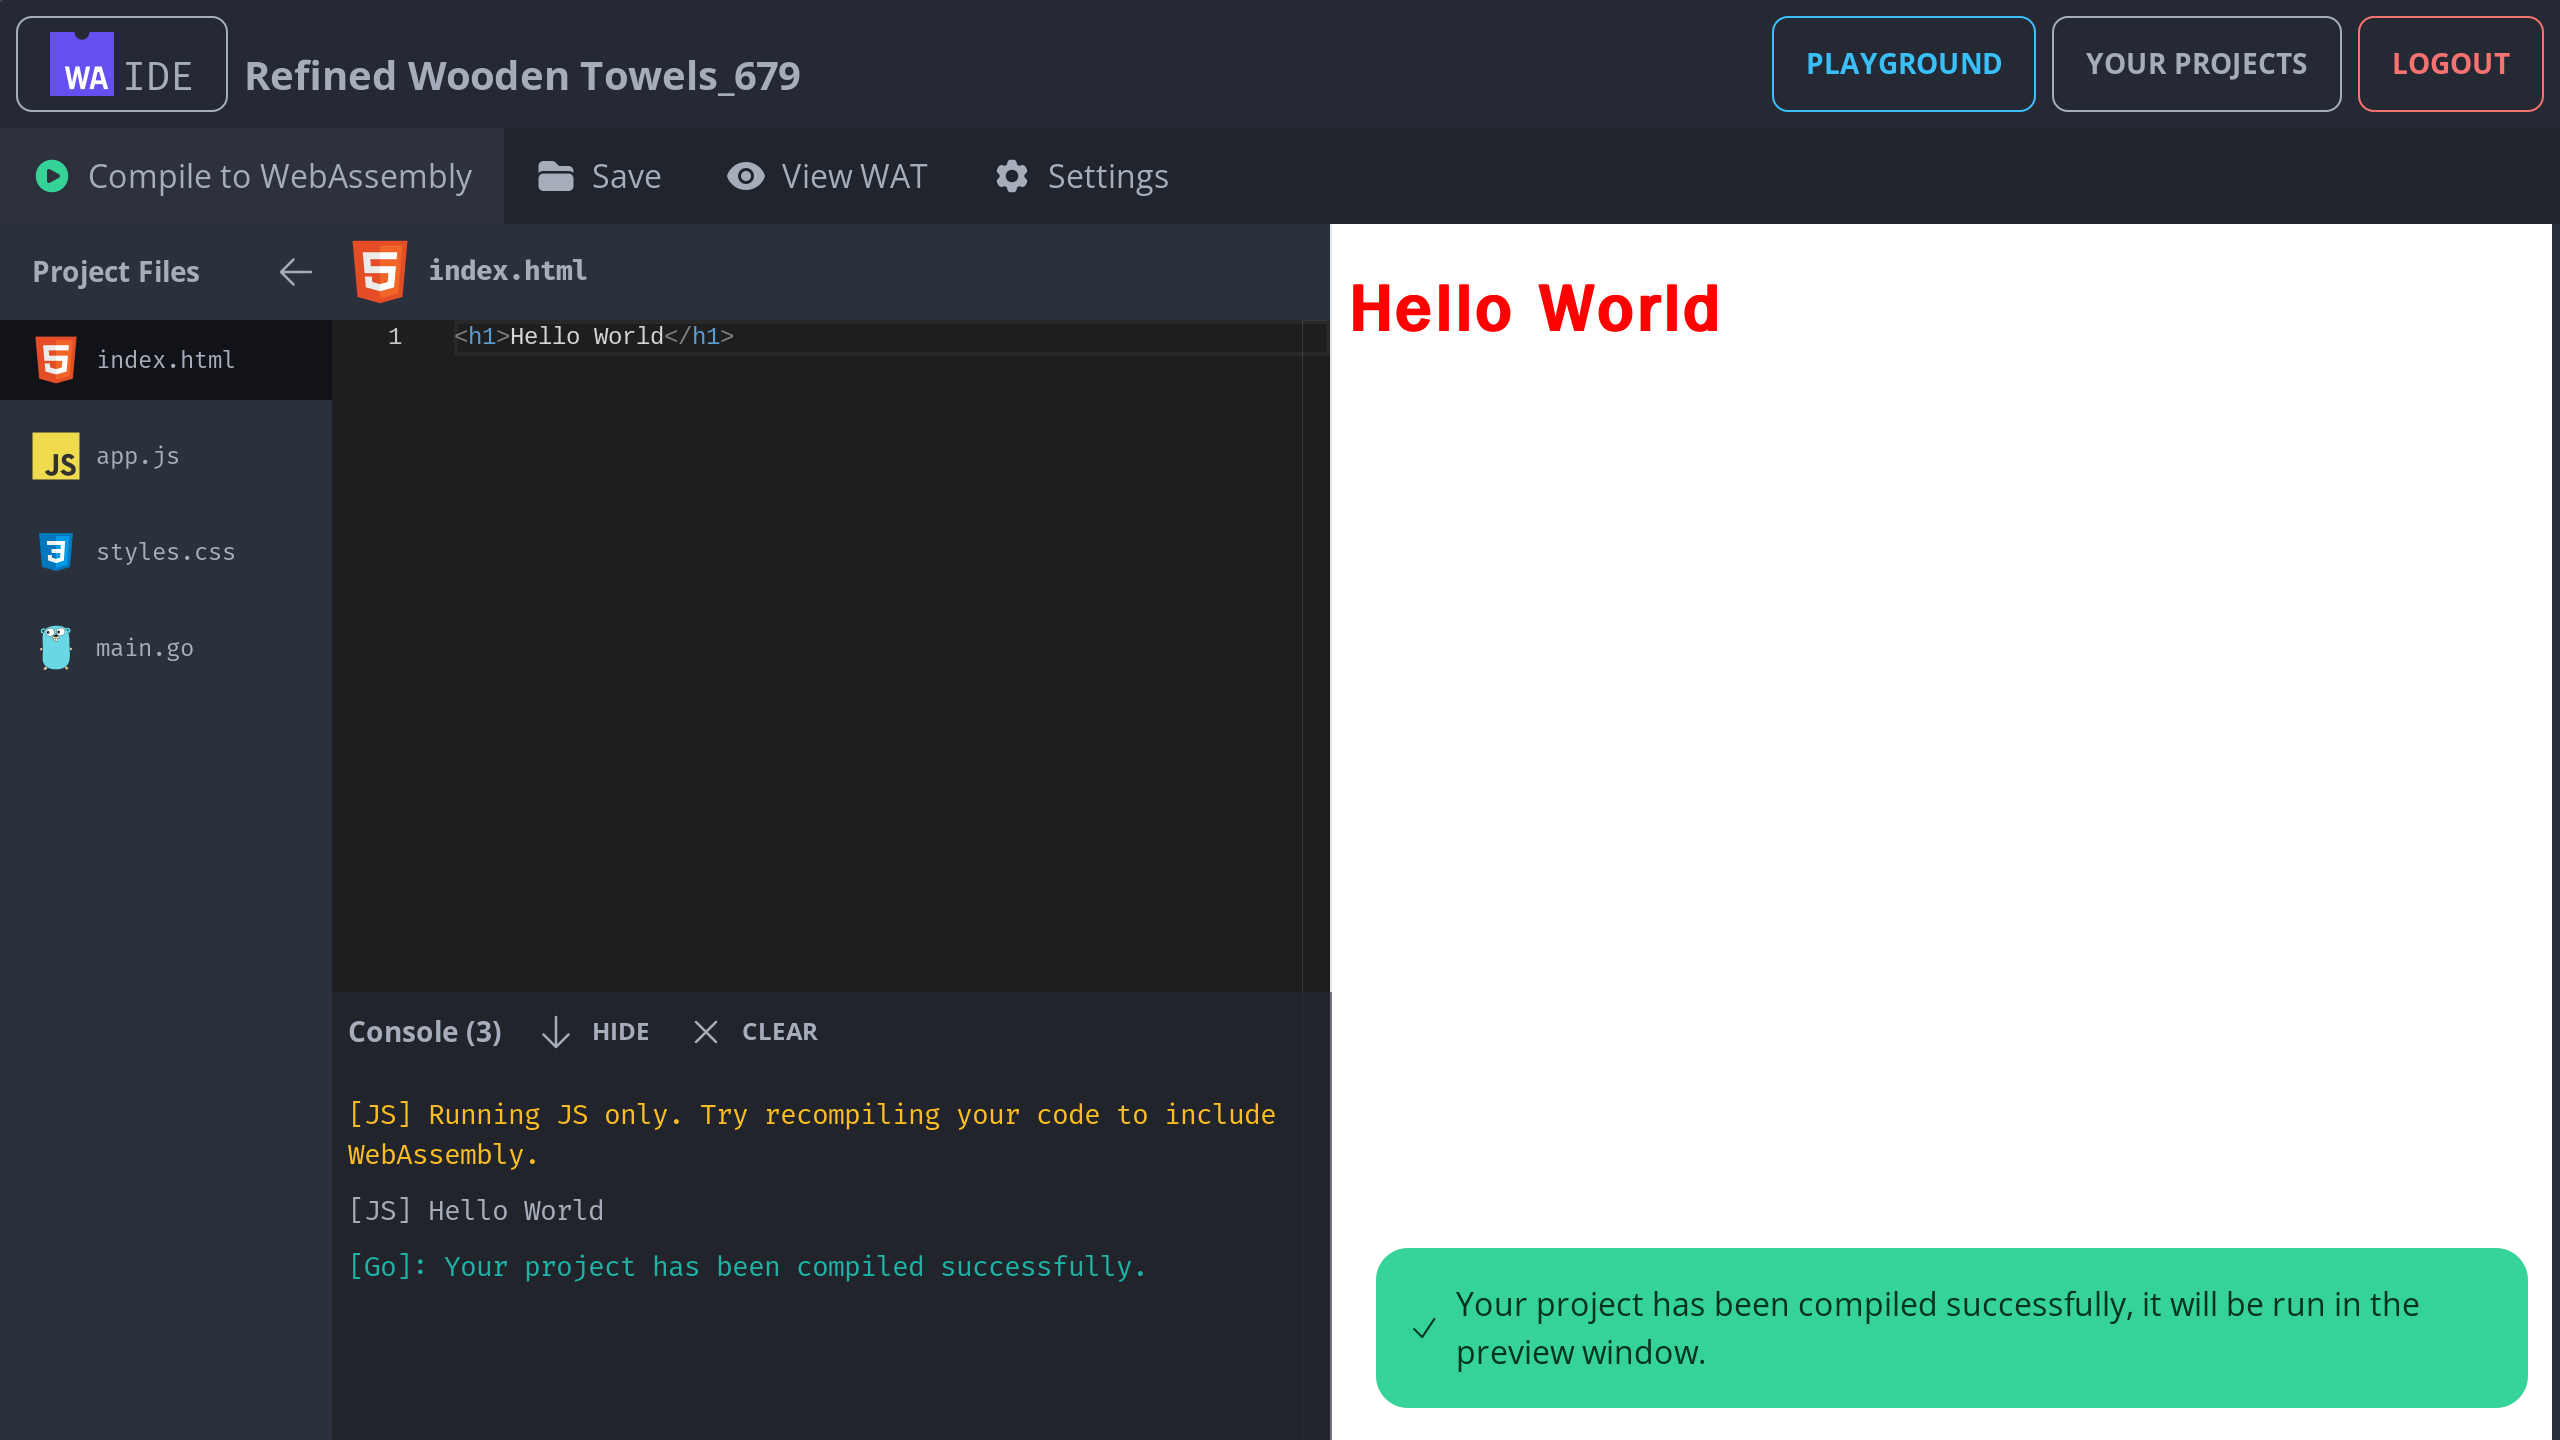 WA IDE
Refined Wooden Towels_679
PLAYGROUND
YOUR PROJECTS
LOGOUT
Compile to WebAssembly
Save
View WAT
Settings
Project Files
index.html
index.html
app.js
styles.css
main.go
1 <h1>Hello World</h1>
Hello World
Console (3)
HIDE
CLEAR
[JS] Running JS only. Try recompiling your code to include
WebAssembly.
[JS] Hello World
[Go]: Your project has been compiled successfully.
Your project has been compiled successfully, it will be run in the
preview window.